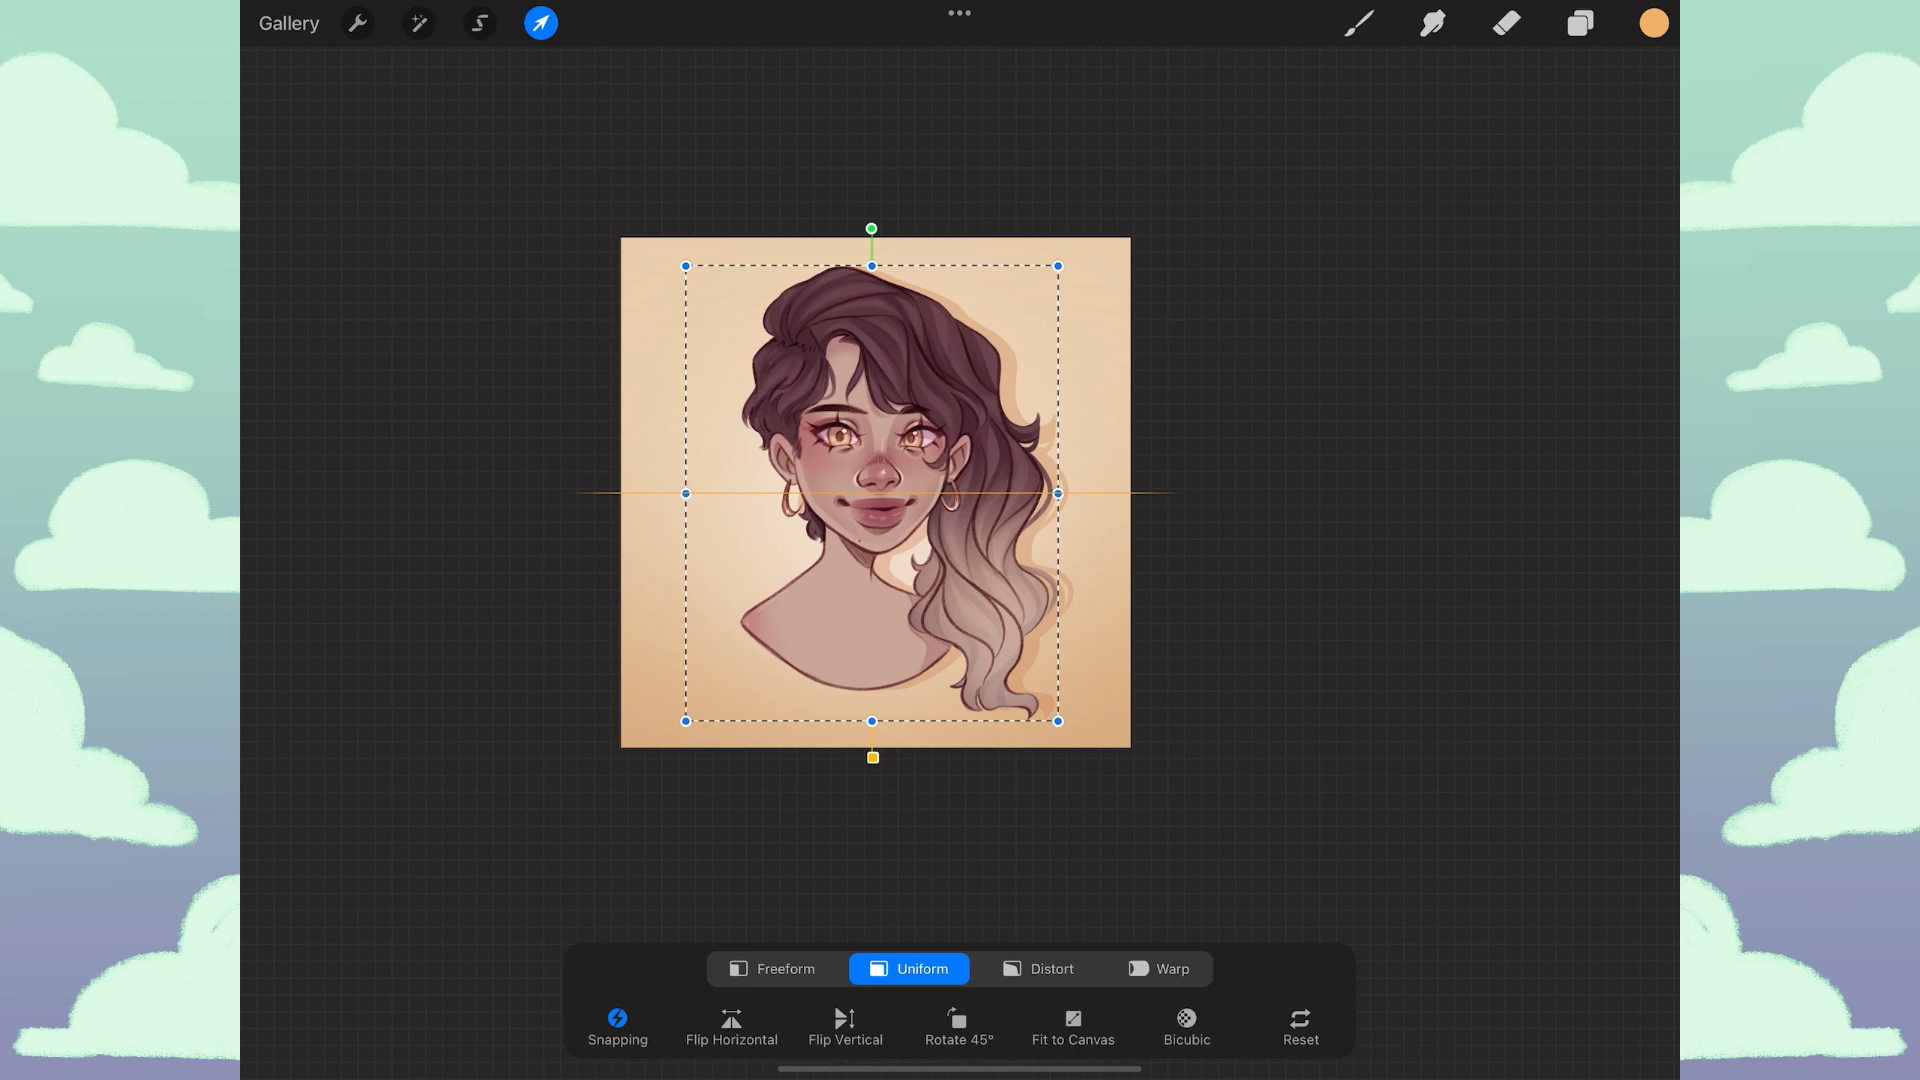 Gallery
Freeform Uniform Distort Warp
Snapping Flip Horizontal Flip Vertical Rotate 45° Fit to Canvas Bicubic Reset